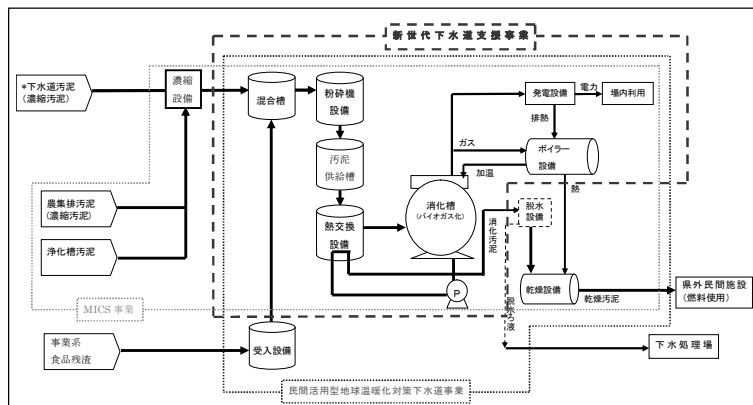 新世代下水道支援事業
*下水道汚泥
(濃縮汚泥)
濃縮
設備
混合槽
粉砕機
設備
発電設備
電力
場内利用
排熱
ガス
ボイラー
設備
加温
汚泥
供給槽
消化槽
(バイオガス化)
熱
農集排汚泥
(濃縮汚泥)
熱交換
設備
脱水
設備
消化汚泥
浄化槽汚泥
P
乾燥設備
乾燥汚泥
県外民間施設
(燃料使用)
MICS 事業
脱水ろ液
事業系
食品残渣
受入設備
下水処理場
民間活用型地球温暖化対策下水道事業